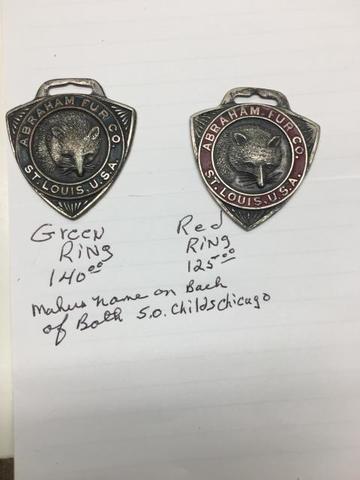 ABRAHAM FUR CO.
ST. LOUIS, U.S.A.
ABRAHAM FUR CO.
ST. LOUIS, U.S.A.
Green
Ring
140.00
Red
Ring
125.00
Makers name on Back
of Both S.O. Childs Chicago